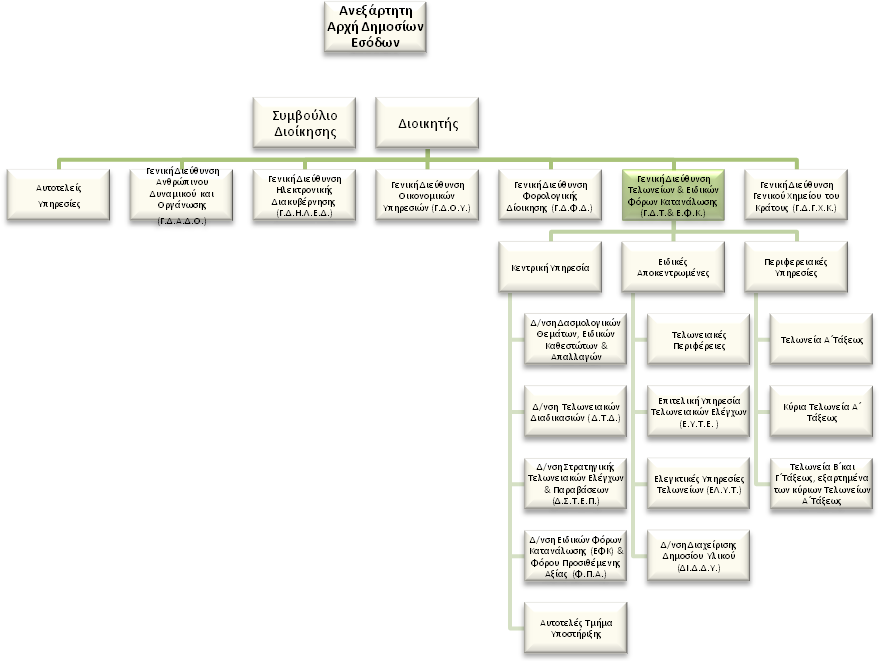 Ανεξάρτητη
Αρχή Δημοσίων
Εσόδων
Συμβούλιο
Διοίκησης
Διοικητής
Αυτοτελείς
Υπηρεσίες
Γενική Διεύθυνση
Ανθρώπινου
Δυναμικού και
Οργάνωσης
(Γ.Δ.Α.Δ.Ο.)
Γενική Διεύθυνση
Ηλεκτρονικής
Διακυβέρνησης
(Γ.Δ.Η.ΛΕ.Δ.)
Γενική Διεύθυνση
Οικονομικών
Υπηρεσιών (Γ.Δ.Ο.Υ.)
Γενική Διεύθυνση
Φορολογικής
Δίοικησης (Γ.Δ.Φ.Δ.)
Γενική Διεύθυνση
Τελωνείων & Ειδικών
Φόρων Κατανάλωσης
(Γ.Δ.Τ.& Ε.Φ.Κ.)
Γενική Διεύθυνση
Γενικού Χημείου του
Κράτους (Γ.Δ.Γ.Χ.Κ.)
Κεντρική Υπηρεσία
Ειδικές
Αποκεντρωμένες
Περιφερειακές
Υπηρεσίες
Δ/νση Δασμολογικών
Θεμάτων, Ειδικών
Καθεστώτων &
Απαλλαγών
Δ/νση Τελωνειακών
Διαδικασιών (Δ.Τ.Δ.)
Δ/νση Στρατηγικής
Τελωνειακών Ελέγχων
& Παραβάσεων
(Δ.Σ.Τ.Ε.Π.)
Δ/νση Ειδικών Φόρων
Κατανάλωσης (ΕΦΚ) &
Φόρου Προσιθέμενης
Αξίας (Φ.Π.Α.)
Αυτοτελές Τμήμα
Υποστήριξης
Τελωνειακές
Περιφέρειες
Επιτελική Υπηρεσία
Τελωνειακών Ελέγχων
(Ε.Υ.Τ.Ε.)
Ελεγκτικές Υπηρεσίες
Τελωνείων (ΕΛ.Υ.Τ.)
Δ/νση Διαχείρισης
Δημοσίου Υλικού
(ΔΙ.Δ.Δ.Υ.)
Τελωνεία Α΄Τάξεως
Κύρια Τελωνεία Α΄
Τάξεως
Τελωνεία Β΄και
Γ΄Τάξεως, εξαρτημένα
των κύριων Τελωνείων
Α΄Τάξεως